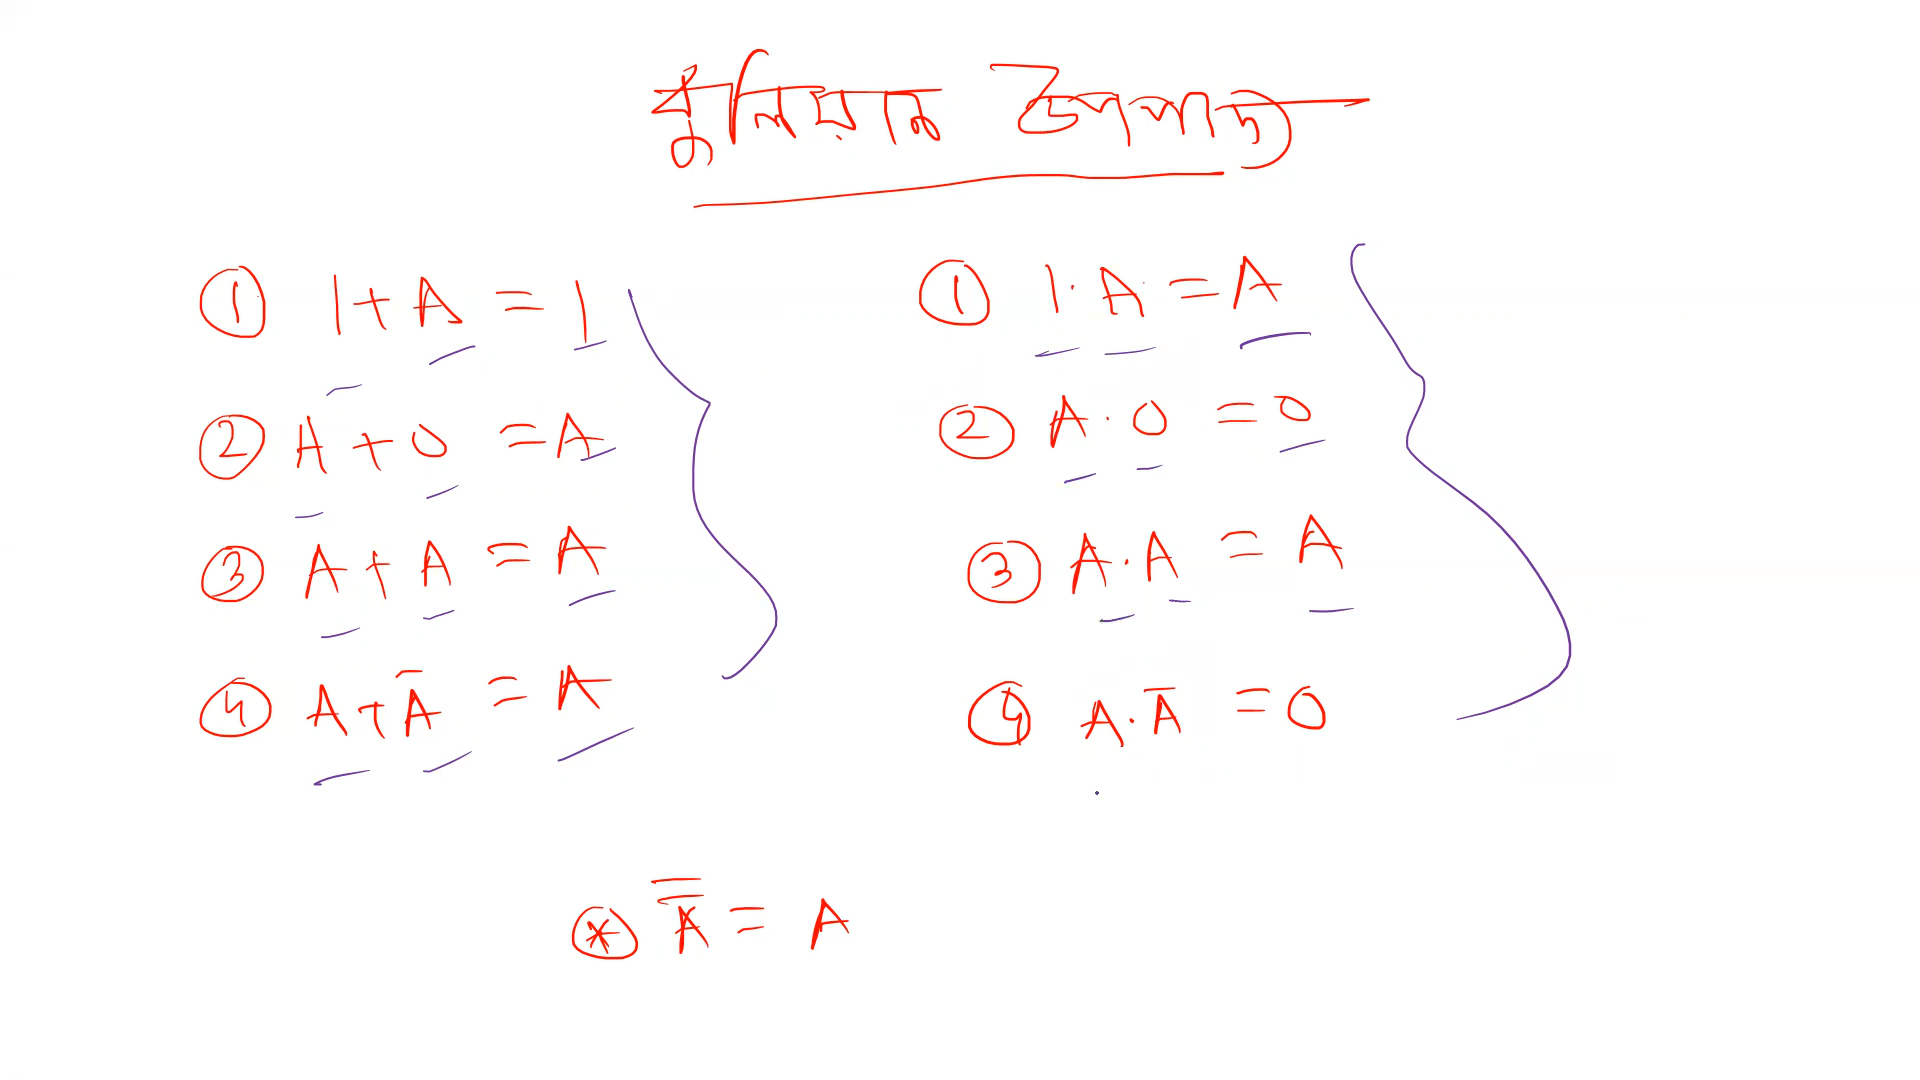 বুলিয়ান উপপাদ্য
① 1+A = 1
② A+0 = A
③ A+A = A
④ A+Ā = A
① 1·A = A
② A·0 = 0
③ A·A = A
④ A·Ā = 0
⊛ A̿ = A